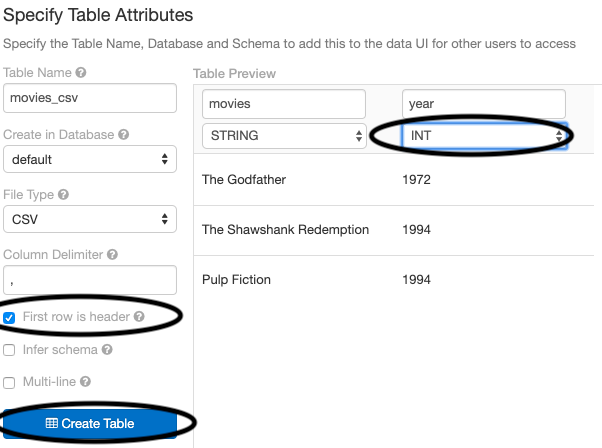 Specify Table Attributes
Specify the Table Name, Database and Schema to add this to the data UI for other users to access
Table Name ?
movies_csv
Create in Database ?
default
File Type ?
CSV
Column Delimiter ?
,
First row is header ?
Infer schema ?
Multi-line ?
Create Table
Table Preview
movies year
STRING INT
The Godfather 1972
The Shawshank Redemption 1994
Pulp Fiction 1994